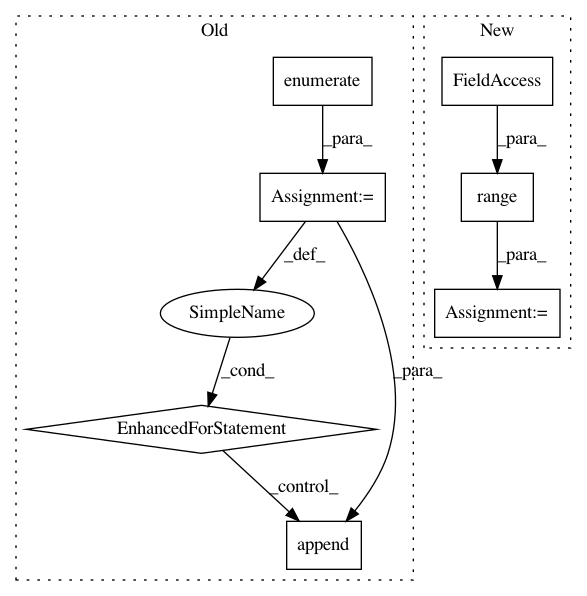 Old
New
enumerate
FieldAccess
_para_
_para_
Assignment:=
range
_def_
_para_
SimpleName
Assignment:=
_cond_
_para_
EnhancedForStatement
_control_
append